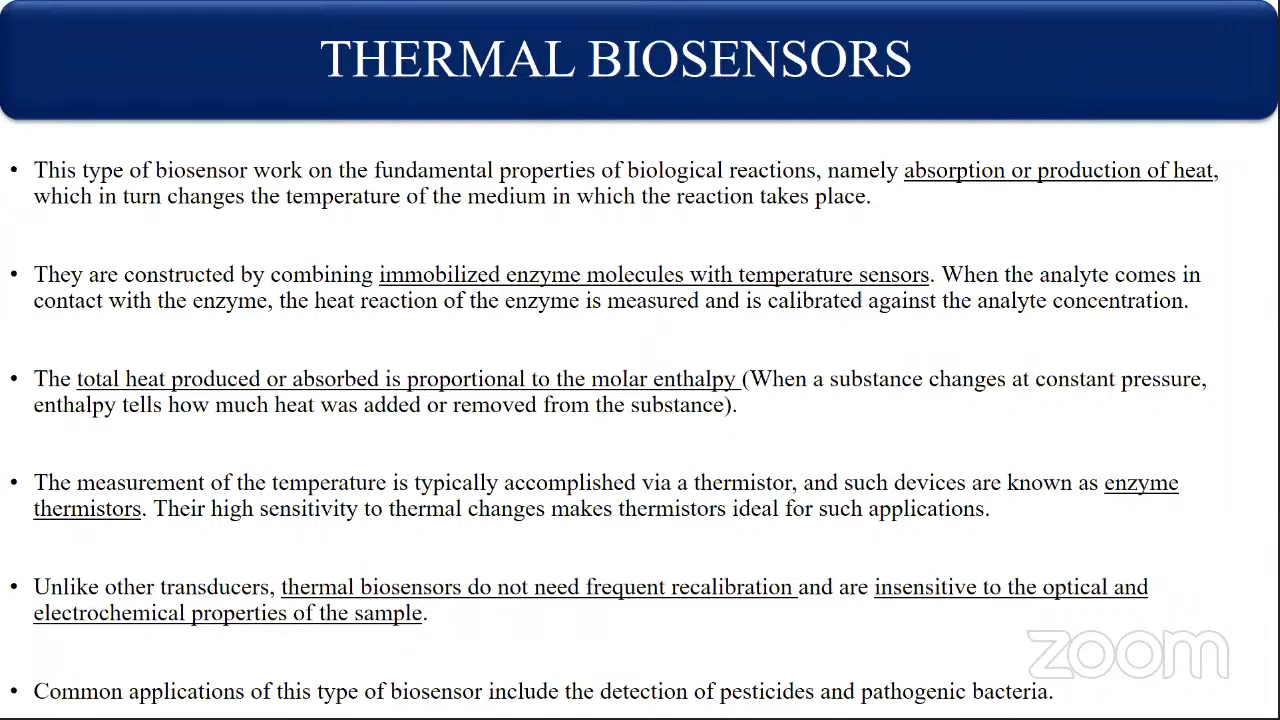 THERMAL BIOSENSORS
• This type of biosensor work on the fundamental properties of biological reactions, namely absorption or production of heat,
which in turn changes the temperature of the medium in which the reaction takes place.
• They are constructed by combining immobilized enzyme molecules with temperature sensors. When the analyte comes in
contact with the enzyme, the heat reaction of the enzyme is measured and is calibrated against the analyte concentration.
• The total heat produced or absorbed is proportional to the molar enthalpy (When a substance changes at constant pressure,
enthalpy tells how much heat was added or removed from the substance).
• The measurement of the temperature is typically accomplished via a thermistor, and such devices are known as enzyme
thermistors. Their high sensitivity to thermal changes makes thermistors ideal for such applications.
• Unlike other transducers, thermal biosensors do not need frequent recalibration and are insensitive to the optical and
electrochemical properties of the sample.
zoom
• Common applications of this type of biosensor include the detection of pesticides and pathogenic bacteria.